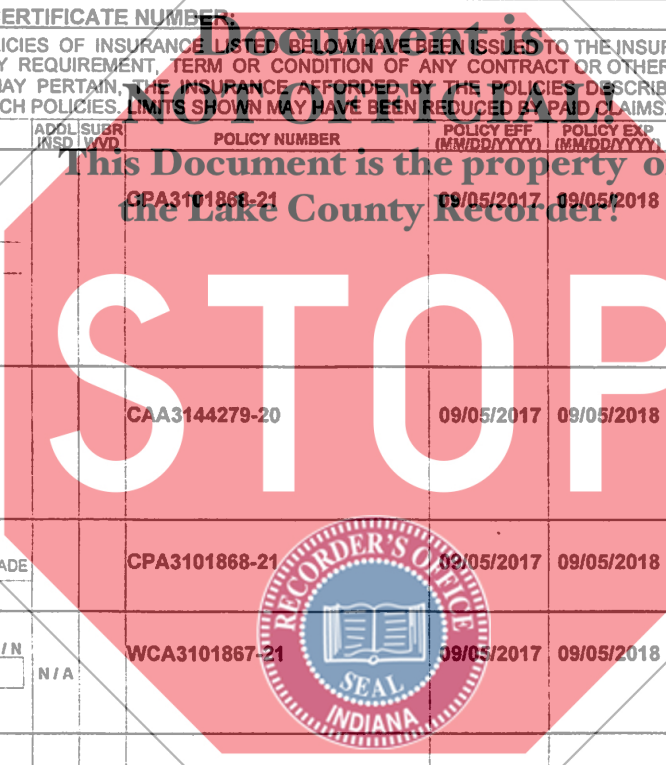 ERTIFICATE NUMBER:
Document is
LICIES OF INSURANCE LISTED BELOW HAVE BEEN ISSUED TO THE INSUR
Y REQUIREMENT, TERM OR CONDITION OF ANY CONTRACT OR OTHER
MAY PERTAIN, THE INSURANCE AFFORDED BY THE POLICIES DESCRIB
NOT OFFICIAL!
CH POLICIES. LIMITS SHOWN MAY HAVE BEEN REDUCED BY PAID CLAIMS.
ADDL SUBR POLICY EFF POLICY EXP
INSD WVD POLICY NUMBER (MM/DD/YYYY) (MM/DD/YYYY)
This Document is the property o
CPA3101868-21 09/05/2017 09/05/2018
the Lake County Recorder!
STOP
CAA3144279-20 09/05/2017 09/05/2018
ADE CPA3101868-21 09/05/2017 09/05/2018
/ N
N / A WCA3101867-21 09/05/2017 09/05/2018
RECORDER'S OFFICE
SEAL
INDIANA